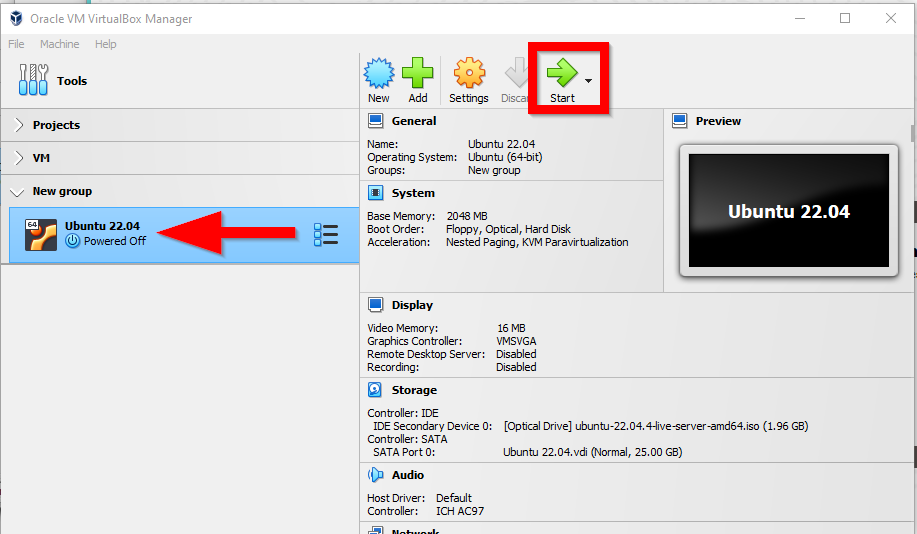 Oracle VM VirtualBox Manager
File Machine Help
Tools
New Add Settings Discar Start
Projects
VM
New group
64
Ubuntu 22.04
Powered Off
General
Name: Ubuntu 22.04
Operating System: Ubuntu (64-bit)
Groups: New group
System
Base Memory: 2048 MB
Boot Order: Floppy, Optical, Hard Disk
Acceleration: Nested Paging, KVM Paravirtualization
Preview
Ubuntu 22.04
Display
Video Memory: 16 MB
Graphics Controller: VMSVGA
Remote Desktop Server: Disabled
Recording: Disabled
Storage
Controller: IDE
IDE Secondary Device 0: [Optical Drive] ubuntu-22.04.4-live-server-amd64.iso (1.96 GB)
Controller: SATA
SATA Port 0: Ubuntu 22.04.vdi (Normal, 25.00 GB)
Audio
Host Driver: Default
Controller: ICH AC97
Network